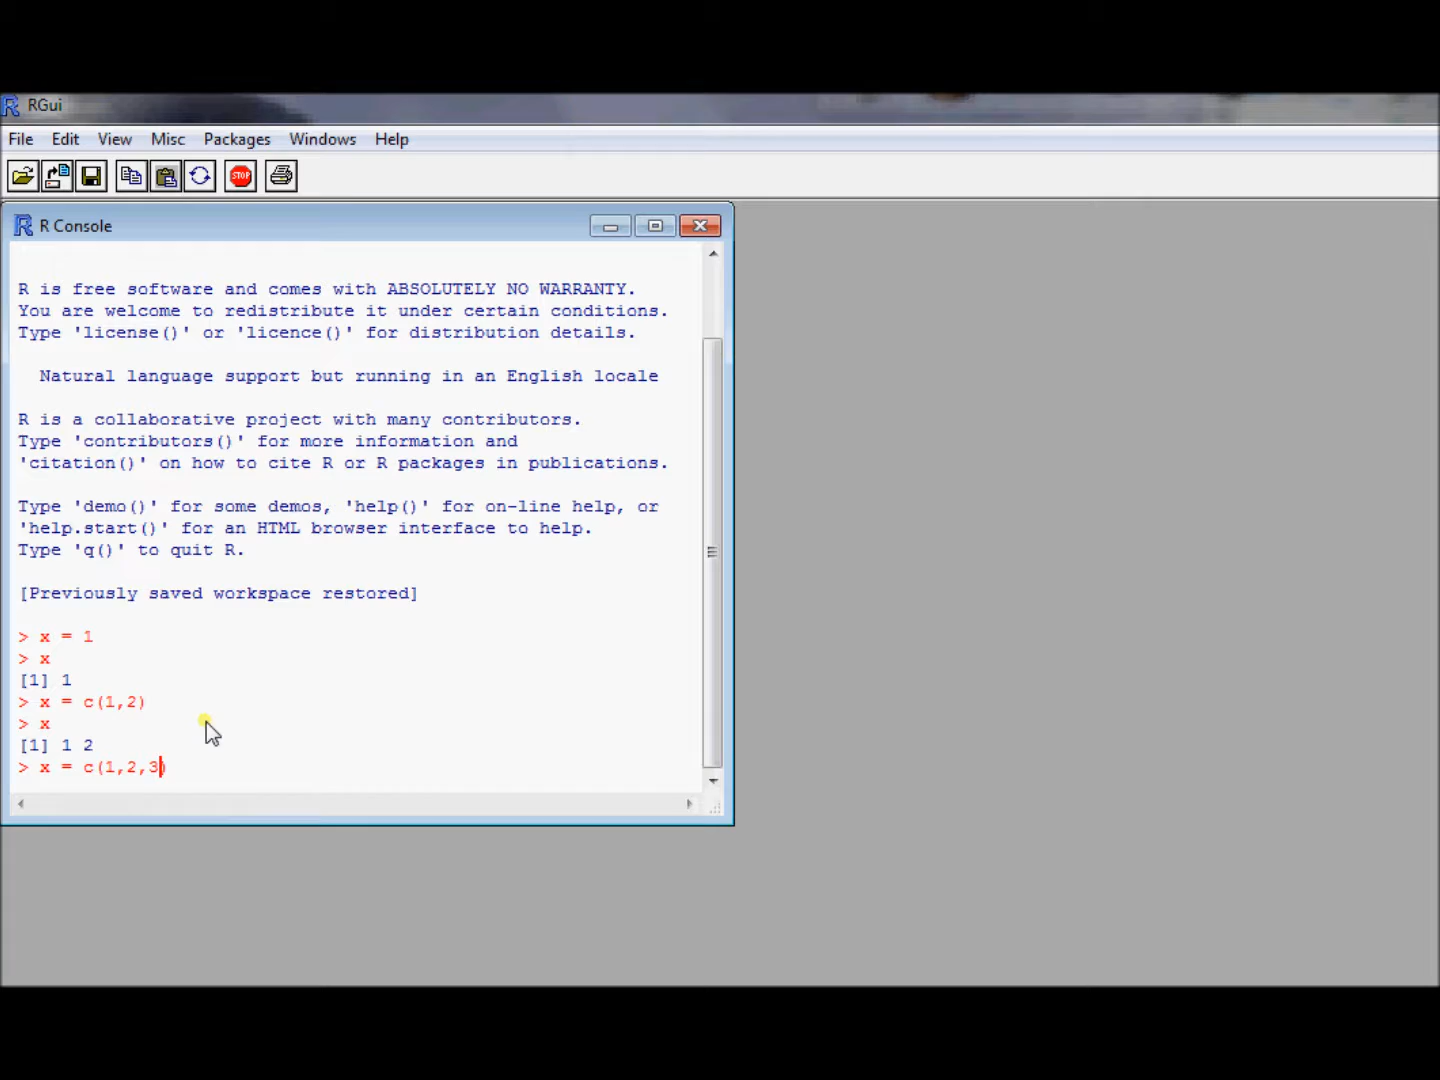 RGui
File Edit View Misc Packages Windows Help
STOP
R Console
R is free software and comes with ABSOLUTELY NO WARRANTY.
You are welcome to redistribute it under certain conditions.
Type 'license()' or 'licence()' for distribution details.
Natural language support but running in an English locale
R is a collaborative project with many contributors.
Type 'contributors()' for more information and
'citation()' on how to cite R or R packages in publications.
Type 'demo()' for some demos, 'help()' for on-line help, or
'help.start()' for an HTML browser interface to help.
Type 'q()' to quit R.
[Previously saved workspace restored]
> x = 1
> x
[1] 1
> x = c(1,2)
> x
[1] 1 2
> x = c(1,2,3)